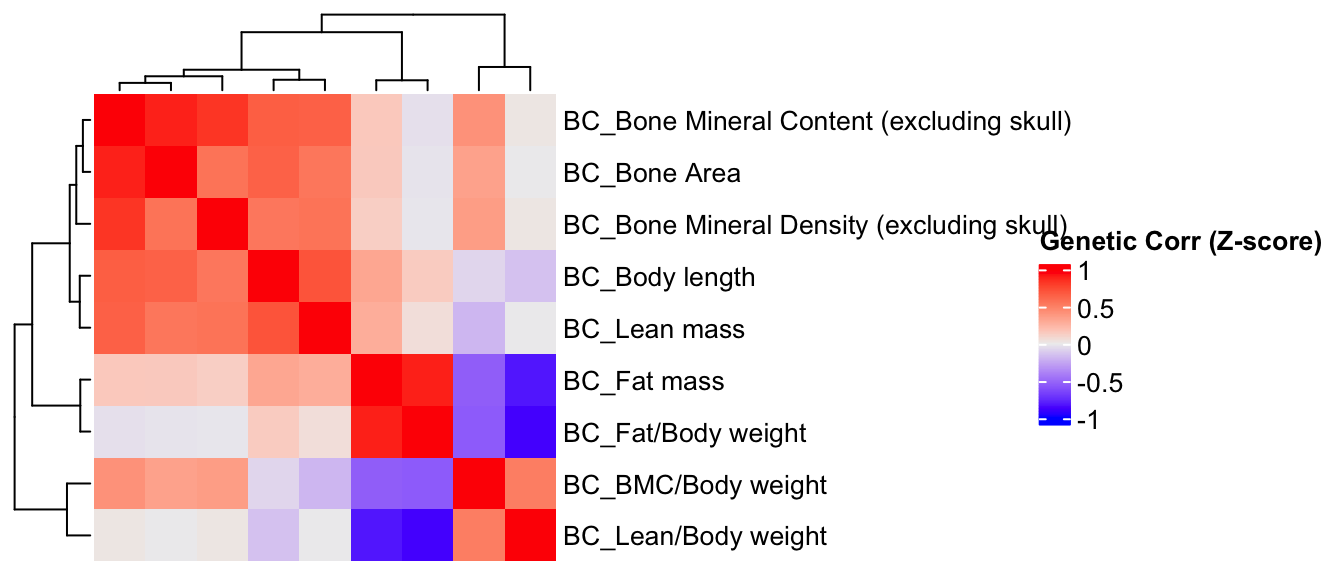 BC_Bone Mineral Content (excluding skull)
BC_Bone Area
BC_Bone Mineral Density (excluding skull)
Genetic Corr (Z-score)
BC_Body length
1
0.5
BC_Lean mass
0
BC_Fat mass
-0.5
-1
BC_Fat/Body weight
BC_BMC/Body weight
BC_Lean/Body weight